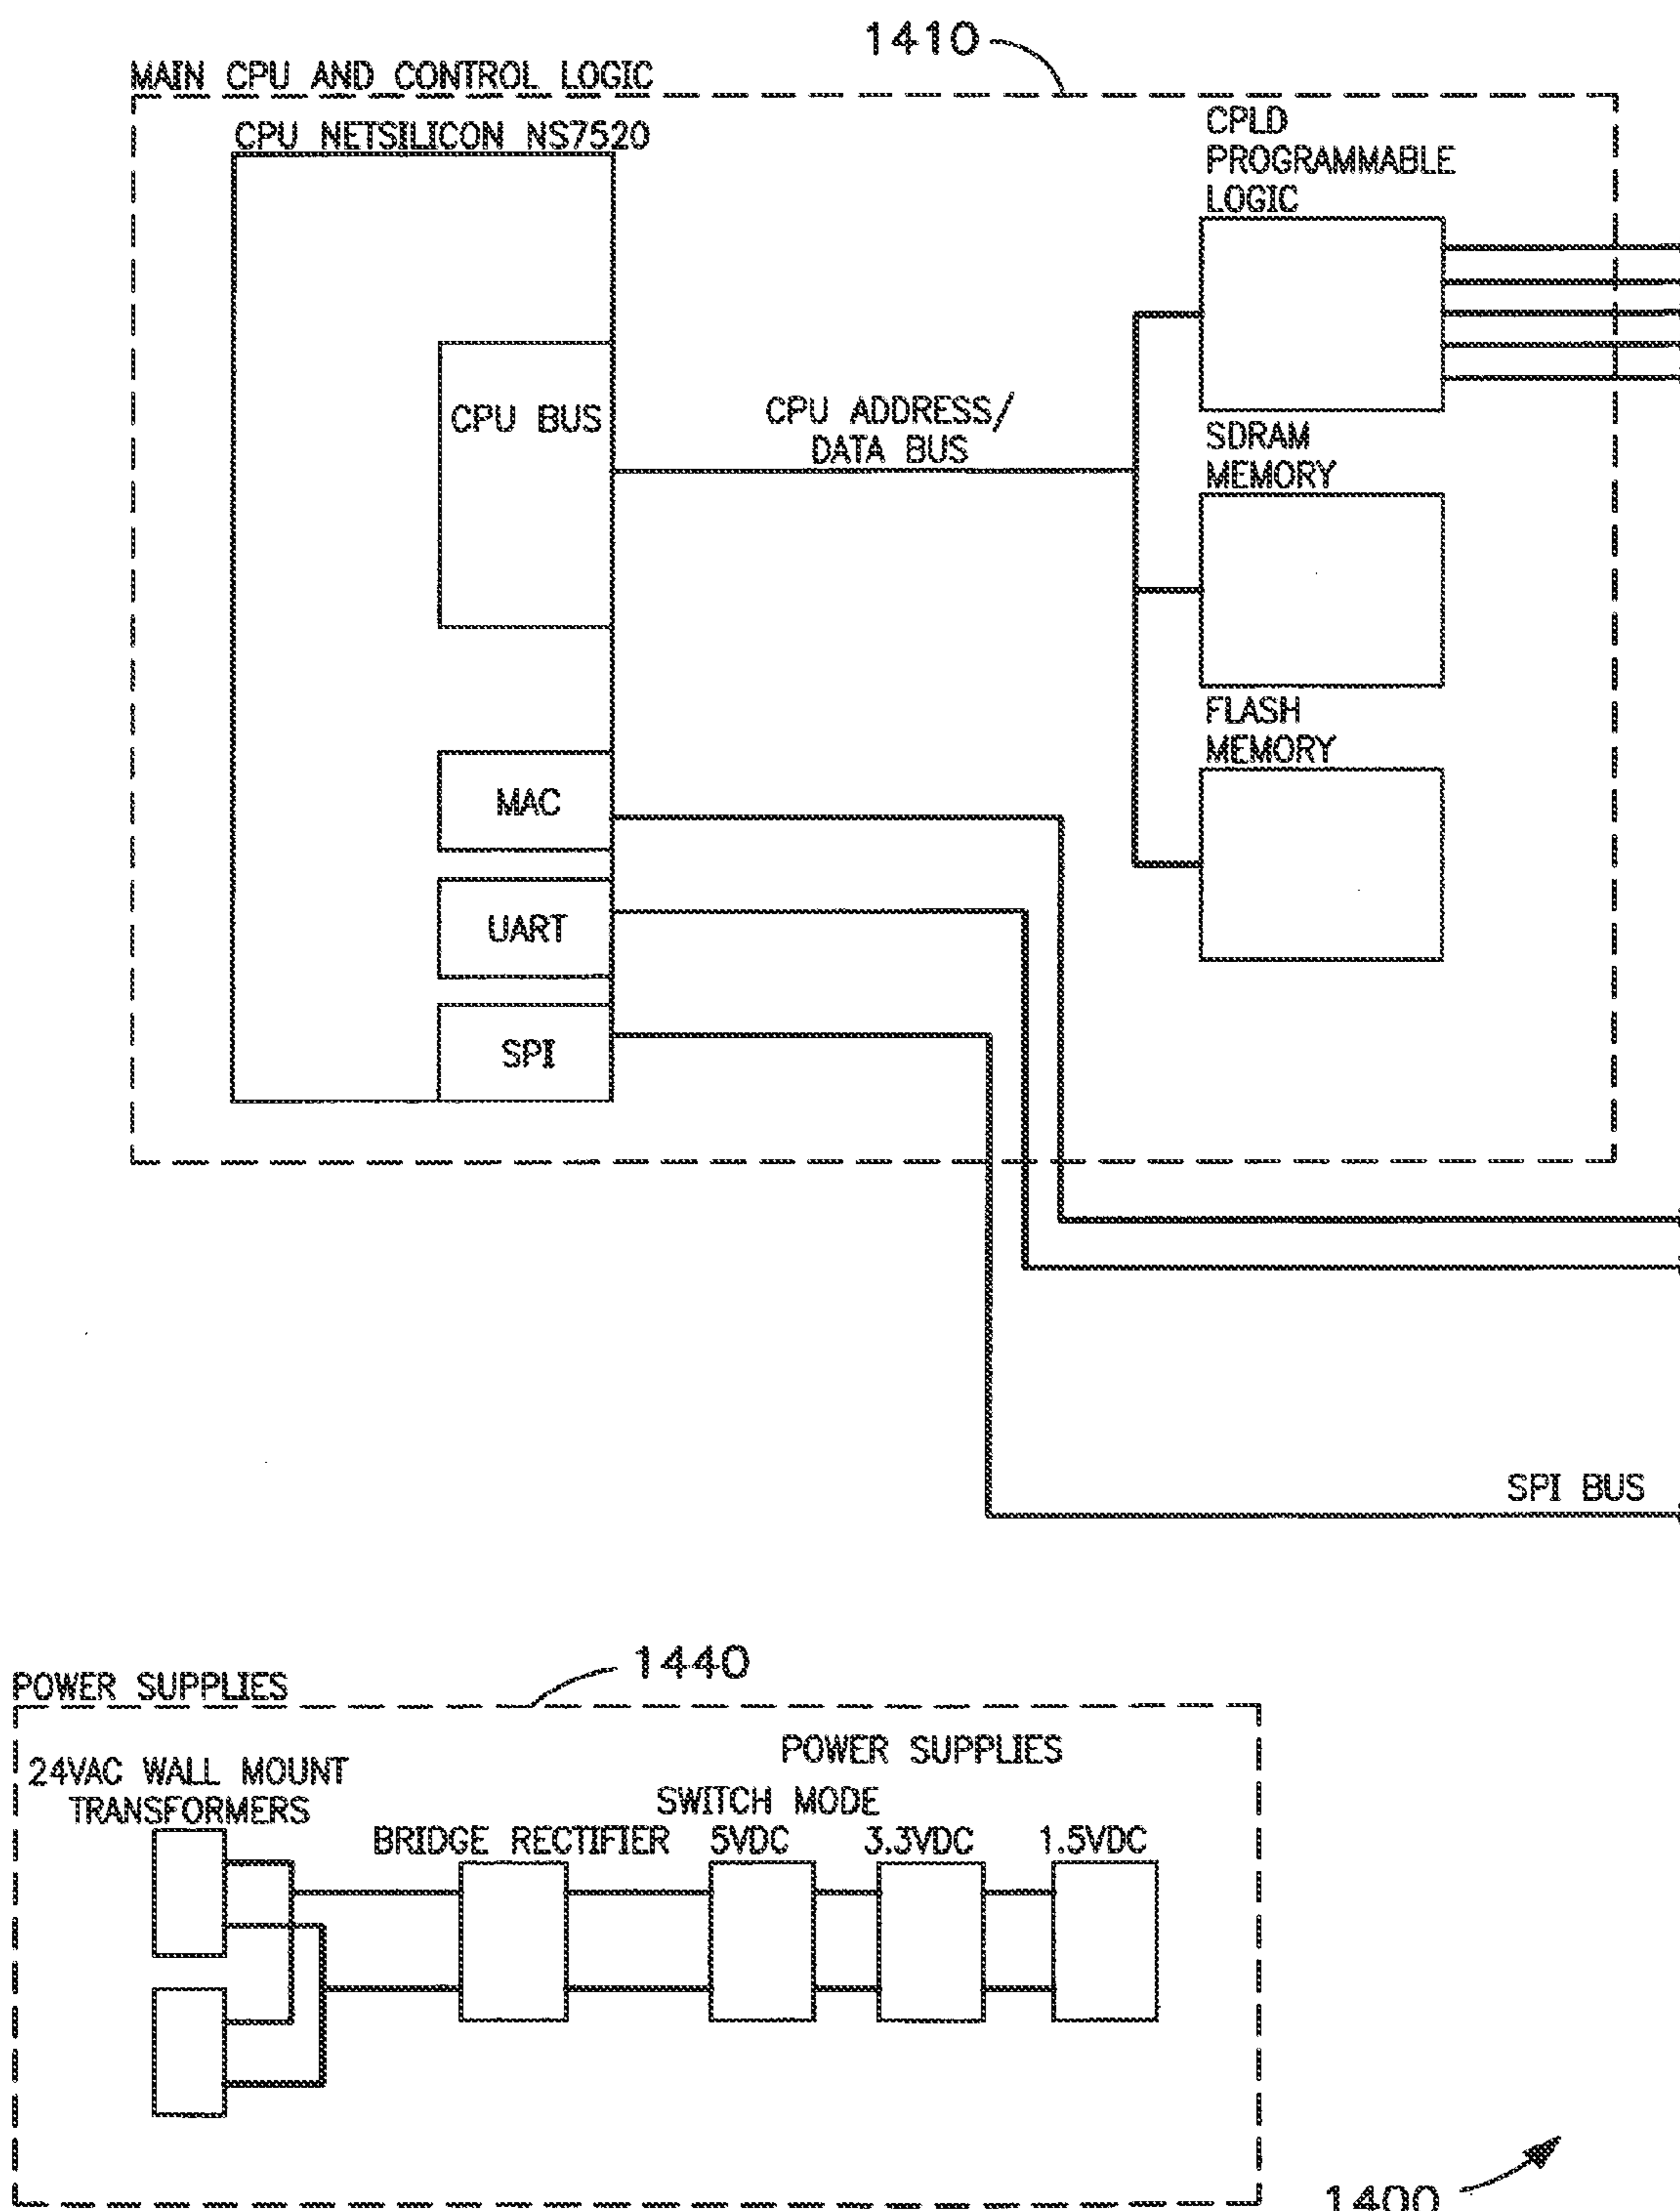 1410
MAIN CPU AND CONTROL LOGIC
CPU NETSILICON NS7520
CPLD
PROGRAMMABLE
LOGIC
CPU BUS
CPU ADDRESS/
DATA BUS
SDRAM
MEMORY
FLASH
MEMORY
MAC
UART
SPI
SPI BUS
1440
POWER SUPPLIES
POWER SUPPLIES
24VAC WALL MOUNT
TRANSFORMERS
SWITCH MODE
BRIDGE RECTIFIER
5VDC
3.3VDC
1.5VDC
1400